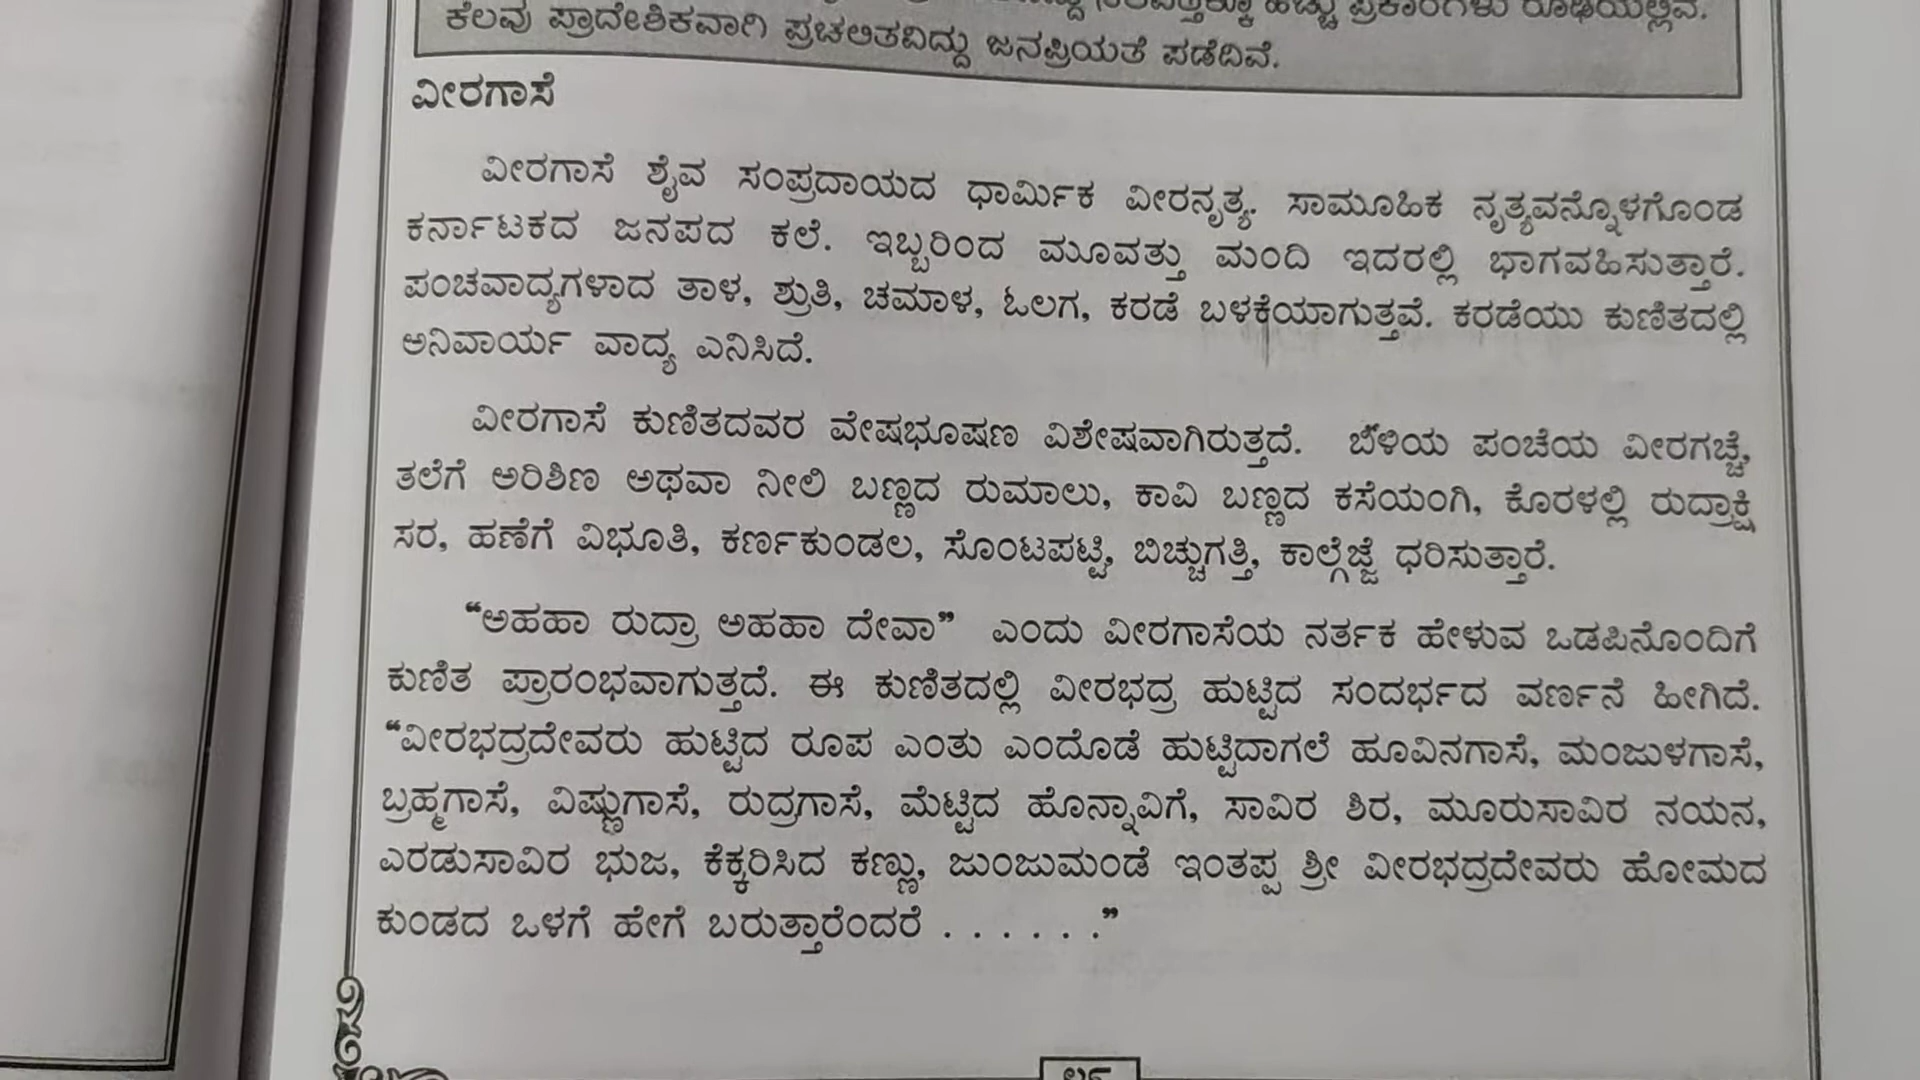 ಹೆಚ್ಚು ಪ್ರಕಾರಗಳು ರೂಢಿಯಲ್ಲಿವೆ.
ಕೆಲವು ಪ್ರಾದೇಶಿಕವಾಗಿ ಪ್ರಚಲಿತವಿದ್ದು ಜನಪ್ರಿಯತೆ ಪಡೆದಿವೆ.
ವೀರಗಾಸೆ
ವೀರಗಾಸೆ ಶೈವ ಸಂಪ್ರದಾಯದ ಧಾರ್ಮಿಕ ವೀರನೃತ್ಯ. ಸಾಮೂಹಿಕ ನೃತ್ಯವನ್ನೊಳಗೊಂಡ
ಕರ್ನಾಟಕದ ಜನಪದ ಕಲೆ. ಇಬ್ಬರಿಂದ ಮೂವತ್ತು ಮಂದಿ ಇದರಲ್ಲಿ ಭಾಗವಹಿಸುತ್ತಾರೆ.
ಪಂಚವಾದ್ಯಗಳಾದ ತಾಳ, ಶ್ರುತಿ, ಚಮಾಳ, ಓಲಗ, ಕರಡೆ ಬಳಕೆಯಾಗುತ್ತವೆ. ಕರಡೆಯು ಕುಣಿತದಲ್ಲಿ
ಅನಿವಾರ್ಯ ವಾದ್ಯ ಎನಿಸಿದೆ.
ವೀರಗಾಸೆ ಕುಣಿತದವರ ವೇಷಭೂಷಣ ವಿಶೇಷವಾಗಿರುತ್ತದೆ. ಬಿಳಿಯ ಪಂಚೆಯ ವೀರಗಚ್ಚೆ,
ತಲೆಗೆ ಅರಿಶಿಣ ಅಥವಾ ನೀಲಿ ಬಣ್ಣದ ರುಮಾಲು, ಕಾವಿ ಬಣ್ಣದ ಕಸೆಯಂಗಿ, ಕೊರಳಲ್ಲಿ ರುದ್ರಾಕ್ಷಿ
ಸರ, ಹಣೆಗೆ ವಿಭೂತಿ, ಕರ್ಣಕುಂಡಲ, ಸೊಂಟಪಟ್ಟಿ, ಬಿಚ್ಚುಗತ್ತಿ, ಕಾಲ್ಗೆಜ್ಜೆ ಧರಿಸುತ್ತಾರೆ.
“ಅಹಹಾ ರುದ್ರಾ ಅಹಹಾ ದೇವಾ” ಎಂದು ವೀರಗಾಸೆಯ ನರ್ತಕ ಹೇಳುವ ಒಡಪಿನೊಂದಿಗೆ
ಕುಣಿತ ಪ್ರಾರಂಭವಾಗುತ್ತದೆ. ಈ ಕುಣಿತದಲ್ಲಿ ವೀರಭದ್ರ ಹುಟ್ಟಿದ ಸಂದರ್ಭದ ವರ್ಣನೆ ಹೀಗಿದೆ.
“ವೀರಭದ್ರದೇವರು ಹುಟ್ಟಿದ ರೂಪ ಎಂತು ಎಂದೊಡೆ ಹುಟ್ಟಿದಾಗಲೆ ಹೂವಿನಗಾಸೆ, ಮಂಜುಳಗಾಸೆ,
ಬ್ರಹ್ಮಗಾಸೆ, ವಿಷ್ಣುಗಾಸೆ, ರುದ್ರಗಾಸೆ, ಮೆಟ್ಟಿದ ಹೊನ್ನಾವಿಗೆ, ಸಾವಿರ ಶಿರ, ಮೂರುಸಾವಿರ ನಯನ,
ಎರಡುಸಾವಿರ ಭುಜ, ಕೆಕ್ಕರಿಸಿದ ಕಣ್ಣು, ಜುಂಜುಮಂಡೆ ಇಂತಪ್ಪ ಶ್ರೀ ವೀರಭದ್ರದೇವರು ಹೋಮದ
ಕುಂಡದ ಒಳಗೆ ಹೇಗೆ ಬರುತ್ತಾರೆಂದರೆ . . . . . .”